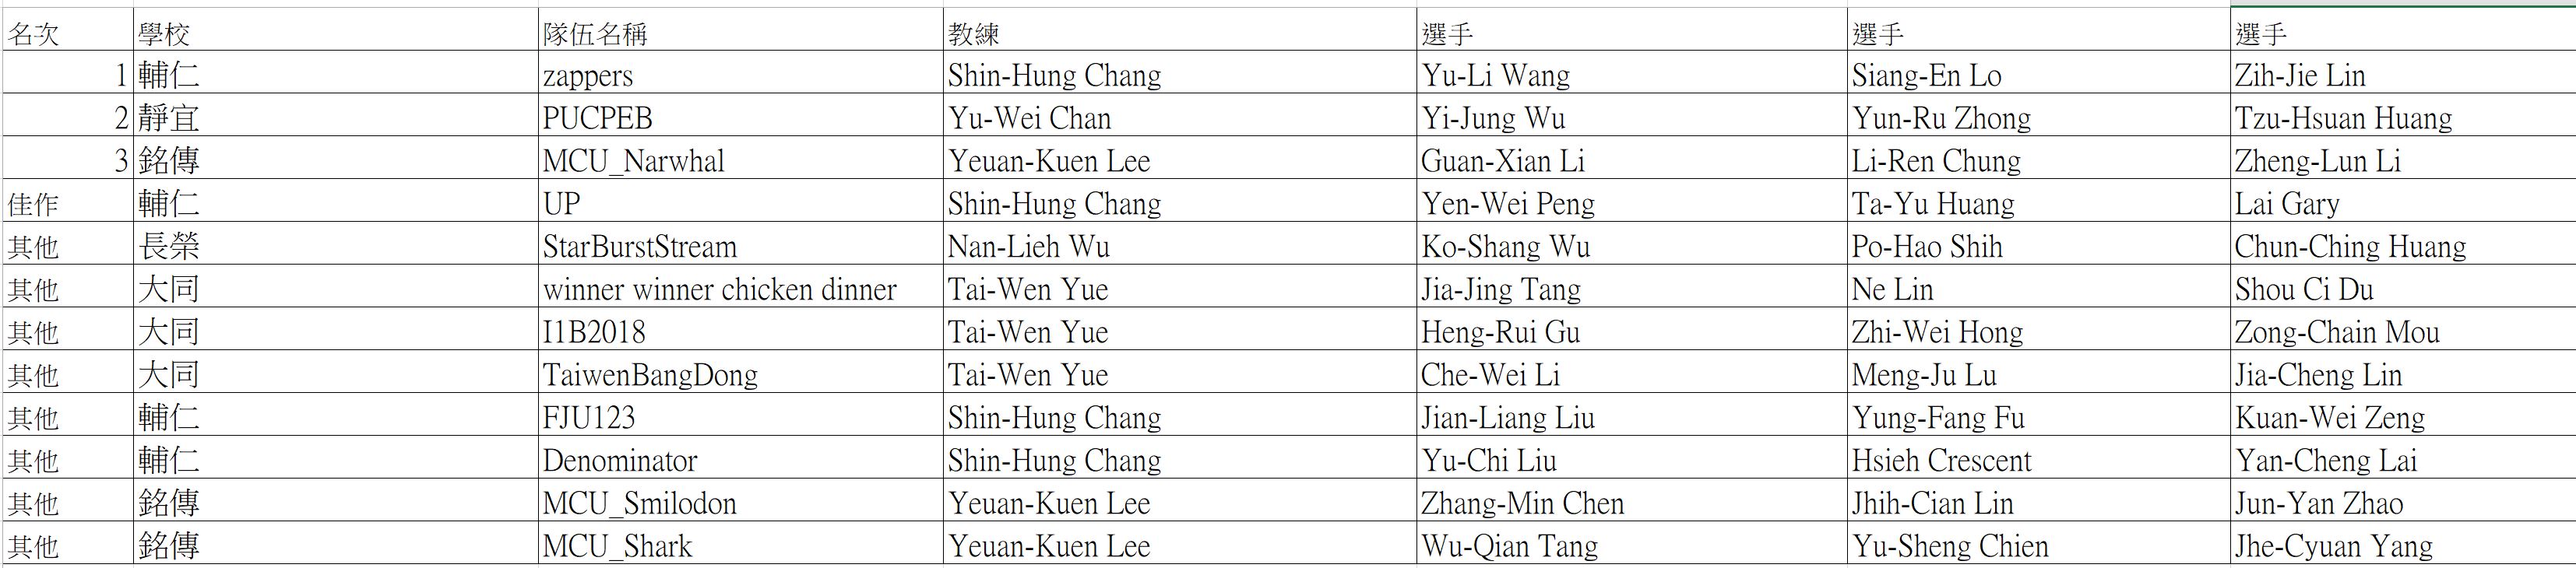 名次 學校 隊伍名稱 教練 選手 選手 選手
1 輔仁 zappers Shin-Hung Chang Yu-Li Wang Siang-En Lo Zih-Jie Lin
2 靜宜 PUCPEB Yu-Wei Chan Yi-Jung Wu Yun-Ru Zhong Tzu-Hsuan Huang
3 銘傳 MCU_Narwhal Yeuan-Kuen Lee Guan-Xian Li Li-Ren Chung Zheng-Lun Li
佳作 輔仁 UP Shin-Hung Chang Yen-Wei Peng Ta-Yu Huang Lai Gary
其他 長榮 StarBurstStream Nan-Lieh Wu Ko-Shang Wu Po-Hao Shih Chun-Ching Huang
其他 大同 winner winner chicken dinner Tai-Wen Yue Jia-Jing Tang Ne Lin Shou Ci Du
其他 大同 I1B2018 Tai-Wen Yue Heng-Rui Gu Zhi-Wei Hong Zong-Chain Mou
其他 大同 TaiwenBangDong Tai-Wen Yue Che-Wei Li Meng-Ju Lu Jia-Cheng Lin
其他 輔仁 FJU123 Shin-Hung Chang Jian-Liang Liu Yung-Fang Fu Kuan-Wei Zeng
其他 輔仁 Denominator Shin-Hung Chang Yu-Chi Liu Hsieh Crescent Yan-Cheng Lai
其他 銘傳 MCU_Smilodon Yeuan-Kuen Lee Zhang-Min Chen Jhih-Cian Lin Jun-Yan Zhao
其他 銘傳 MCU_Shark Yeuan-Kuen Lee Wu-Qian Tang Yu-Sheng Chien Jhe-Cyuan Yang